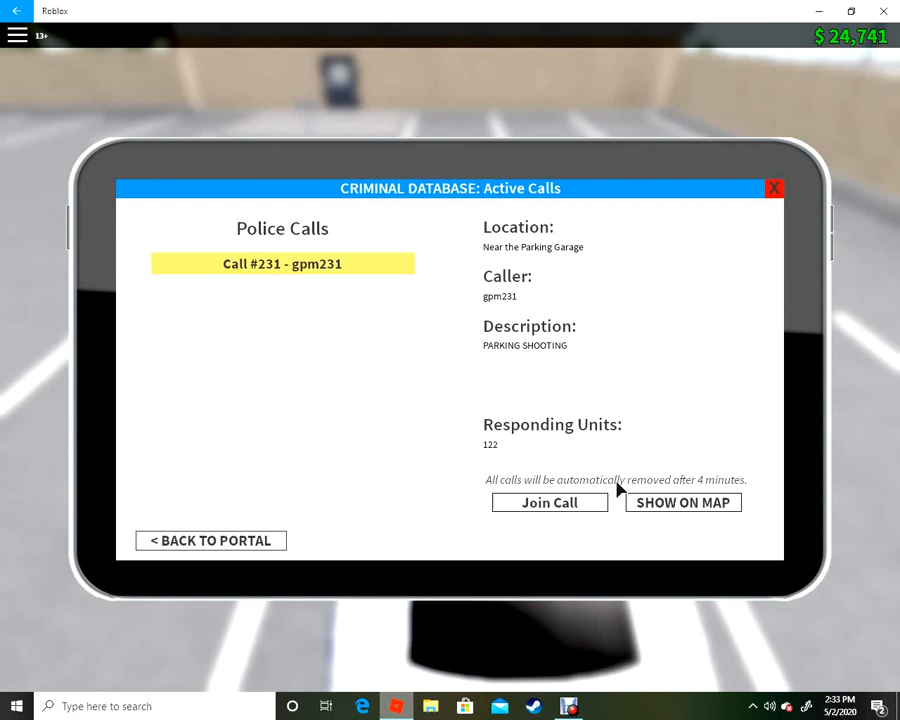 Roblox
13+
$ 24,741
CRIMINAL DATABASE: Active Calls
X
Police Calls
Call #231 - gpm231
Location:
Near the Parking Garage
Caller:
gpm231
Description:
PARKING SHOOTING
Responding Units:
122
All calls will be automatically removed after 4 minutes.
Join Call
SHOW ON MAP
< BACK TO PORTAL
Type here to search
2:33 PM
5/2/2020
2